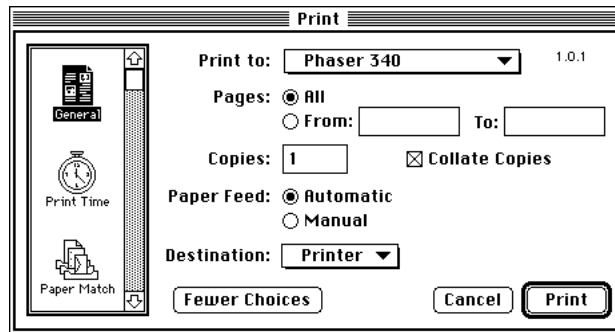 Print
General
Print Time
Paper Match
Print to: Phaser 340 1.0.1
Pages: All
From: To:
Copies: 1 Collate Copies
Paper Feed: Automatic
Manual
Destination: Printer
Fewer Choices Cancel Print